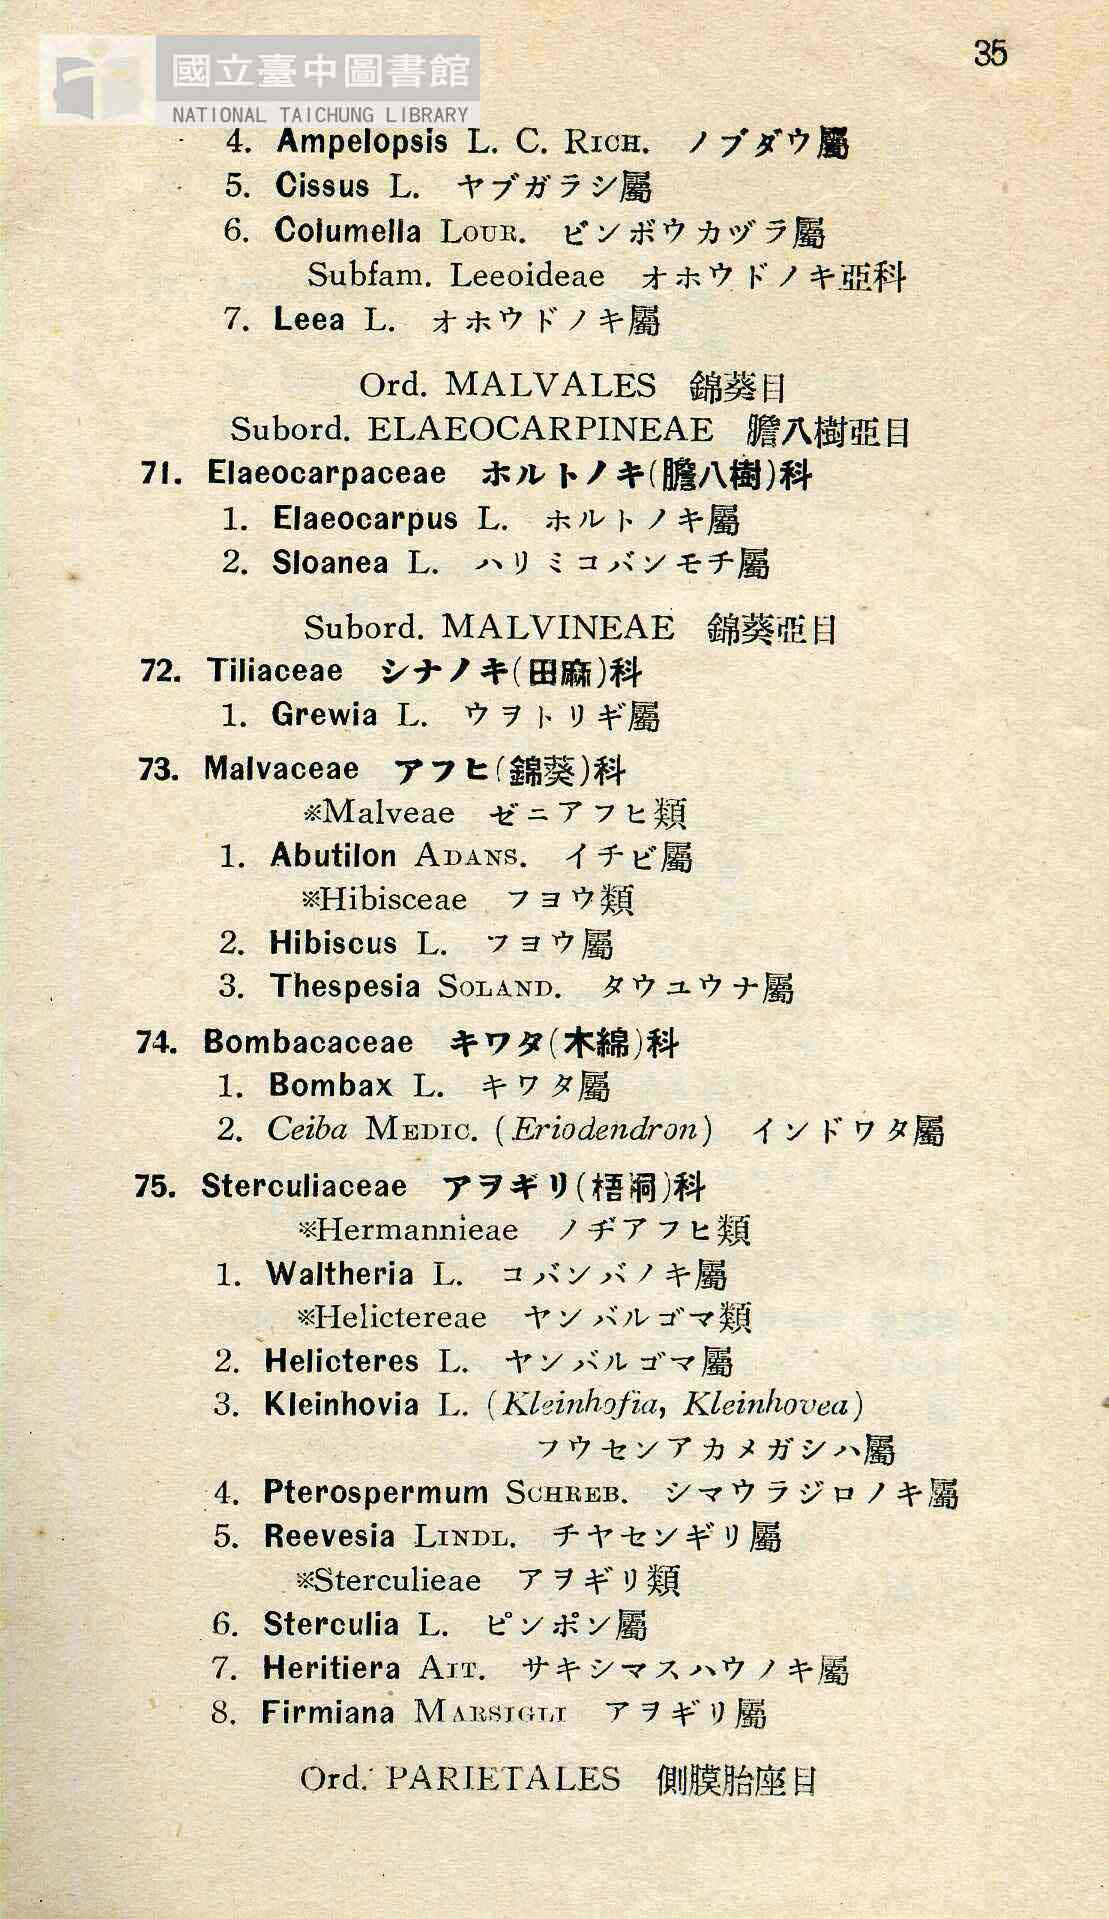 國立臺中圖書館
NATIONAL TAICHUNG LIBRARY
35
4. Ampelopsis L. C. RICH. ノブダウ屬
5. Cissus L. ヤブガラシ屬
6. Columella LOUR. ビンボウカヅラ屬
Subfam. Leeoideae オホウドノキ亞科
7. Leea L. オホウドノキ屬
Ord. MALVALES 錦葵目
Subord. ELAEOCARPINEAE 膽八樹亞目
71. Elaeocarpaceae ホルトノキ(膽八樹)科
1. Elaeocarpus L. ホルトノキ屬
2. Sloanea L. ハリミコバンモチ屬
Subord. MALVINEAE 錦葵亞目
72. Tiliaceae シナノキ(田麻)科
1. Grewia L. ウヲトリギ屬
73. Malvaceae アフヒ(錦葵)科
※Malveae ゼニアフヒ類
1. Abutilon ADANS. イチビ屬
※Hibisceae フヨウ類
2. Hibiscus L. フヨウ屬
3. Thespesia SOLAND. タウユウナ屬
74. Bombacaceae キワタ(木綿)科
1. Bombax L. キワタ屬
2. Ceiba MEDIC. (Eriodendron) インドワタ屬
75. Sterculiaceae アヲギリ(梧洞)科
※Hermannieae ノヂアフヒ類
1. Waltheria L. コバンバノキ屬
※Helictereae ヤンバルゴマ類
2. Helicteres L. ヤンバルゴマ屬
3. Kleinhovia L. (Kleinhofia, Kleinhovea)
フウセンアカメガシハ屬
4. Pterospermum SCHREB. シマウラジロノキ屬
5. Reevesia LINDL. チヤセンギリ屬
※Sterculieae アヲギリ類
6. Sterculia L. ピンポン屬
7. Heritiera AIT. サキシマスハウノキ屬
8. Firmiana MARSIGLI アヲギリ屬
Ord. PARIETALES 側膜胎座目